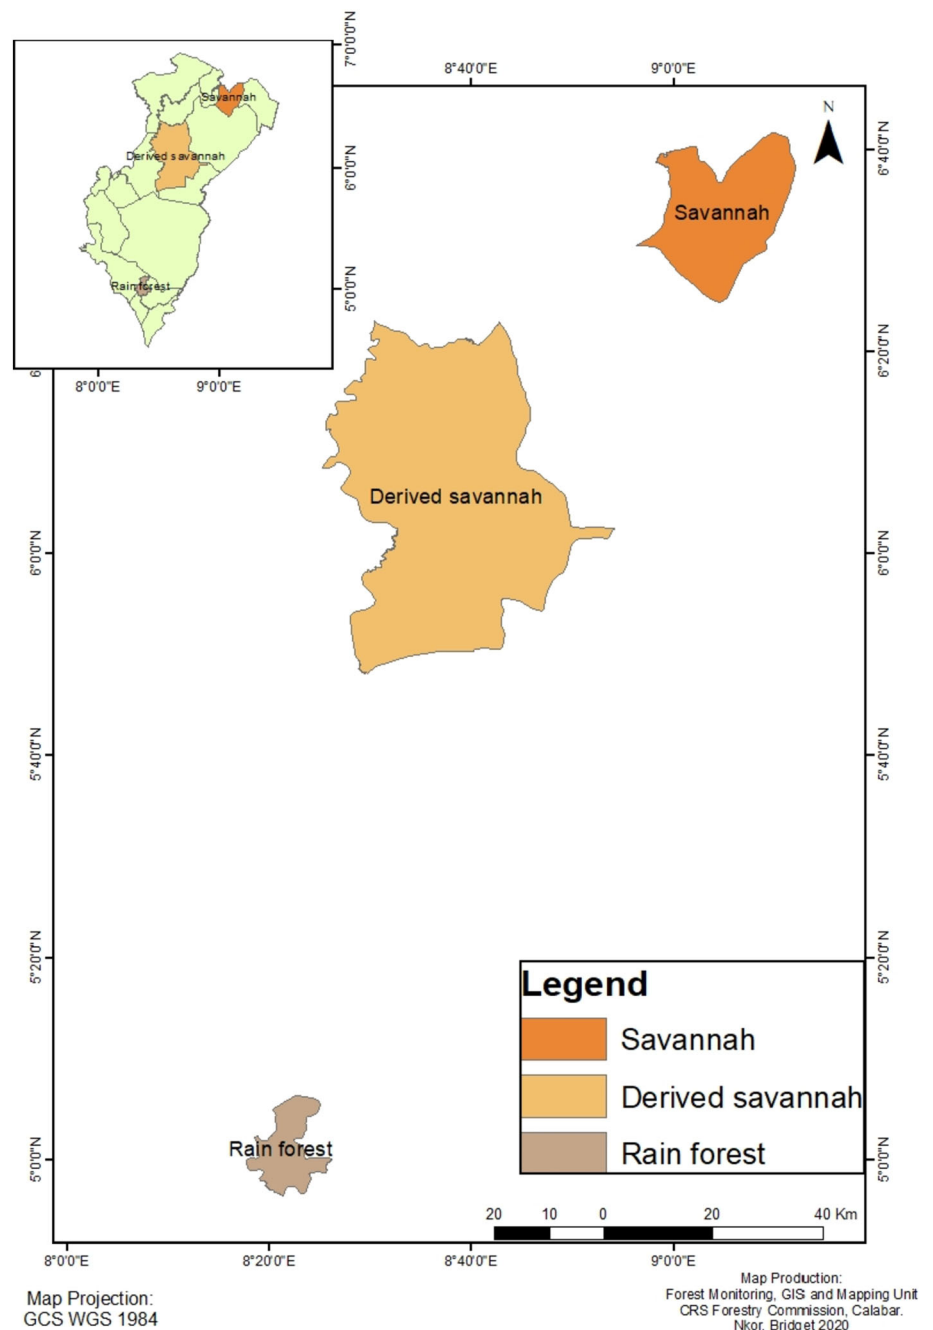 7°0'0"N
8°40'0"E
9°0'0"E
Savannah
N
6°40'0"N
Derived savannah
6°0'0"N
Savannah
5°0'0"N
Rain forest
6°20'0"N
6°
8°0'0"E
9°0'0"E
Derived savannah
6°0'0"N
6°0'0"N
5°40'0"N
5°40'0"N
5°20'0"N
5°20'0"N
Legend
Savannah
Derived savannah
Rain forest
Rain forest
5°0'0"N
5°0'0"N
20 10 0 20 40 Km
8°0'0"E
8°20'0"E
8°40'0"E
9°0'0"E
Map Projection:
GCS WGS 1984
Map Production:
Forest Monitoring, GIS and Mapping Unit
CRS Forestry Commission, Calabar.
Nkor, Bridget 2020